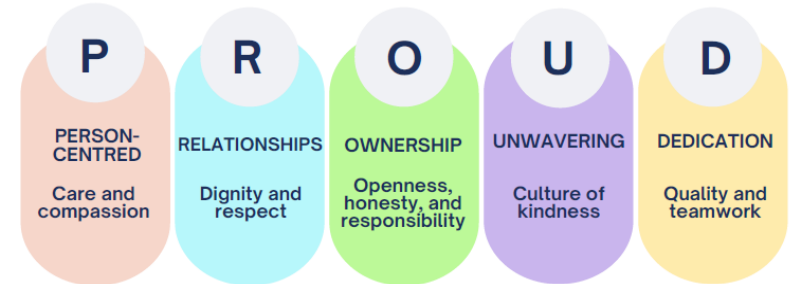 P
PERSON-
CENTRED
Care and
compassion
R
RELATIONSHIPS
Dignity and
respect
O
OWNERSHIP
Openness,
honesty, and
responsibility
U
UNWAVERING
Culture of
kindness
D
DEDICATION
Quality and
teamwork